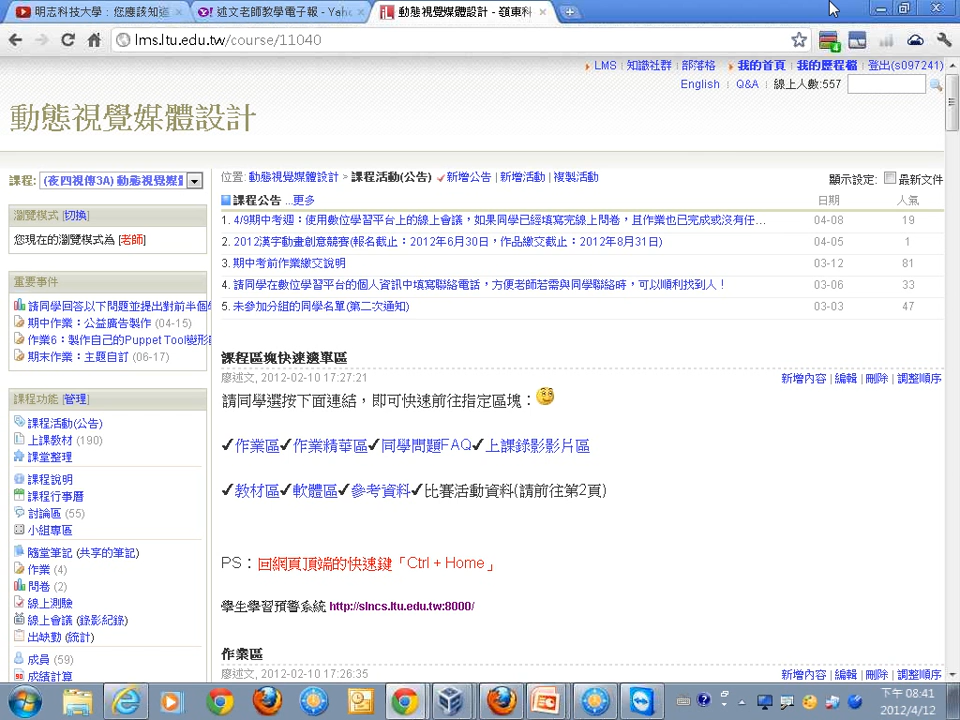 明志科技大學：您應該知道
述文老師教學電子報 - Yaho
動態視覺媒體設計 - 嶺東科
lms.ltu.edu.tw/course/11040
LMS | 知識社群 | 部落格 我的首頁 | 我的歷程檔 | 登出(s097241)
English | Q&A | 線上人數:557
動態視覺媒體設計
課程: (夜四視傳3A) 動態視覺媒體
位置: 動態視覺媒體設計 > 課程活動(公告) 新增公告 | 新增活動 | 複製活動
顯示設定: 最新文件
瀏覽模式 [切換]
您現在的瀏覽模式為 [老師]
重要事件
請同學回答以下問題並提出對前半個
期中作業：公益廣告製作 (04-15)
作業6：製作自己的Puppet Tool變形
期末作業：主題自訂 (06-17)
課程功能 [管理]
課程活動(公告)
上課教材 (190)
課堂整理
課程說明
課程行事曆
討論區 (55)
小組專區
隨堂筆記 (共享的筆記)
作業 (4)
問卷 (2)
線上測驗
線上會議 (錄影紀錄)
出缺勤 (統計)
成員 (59)
成績計算
課程公告 ...更多 日期 人氣
1. 4/9期中考週：使用數位學習平台上的線上會議，如果同學已經填寫完線上問卷，且作業也已完成或沒有任... 04-08 19
2. 2012漢字動畫創意競賽(報名截止：2012年6月30日，作品繳交截止：2012年8月31日) 04-05 1
3. 期中考前作業繳交說明 03-12 81
4. 請同學在數位學習平台的個人資訊中填寫聯絡電話，方便老師若需與同學聯絡時，可以順利找到人！ 03-06 33
5. 未參加分組的同學名單(第二次通知) 03-03 47
課程區塊快速選單區
廖述文, 2012-02-10 17:27:21 新增內容 | 編輯 | 刪除 | 調整順序
請同學選按下面連結，即可快速前往指定區塊：
✔作業區✔作業精華區✔同學問題FAQ✔上課錄影影片區
✔教材區✔軟體區✔參考資料✔比賽活動資料(請前往第2頁)
PS：回網頁頂端的快速鍵「Ctrl + Home」
學生學習預警系統 http://slncs.ltu.edu.tw:8000/
作業區
廖述文, 2012-02-10 17:26:35 新增內容 | 編輯 | 刪除 | 調整順序
下午 08:41
2012/4/12